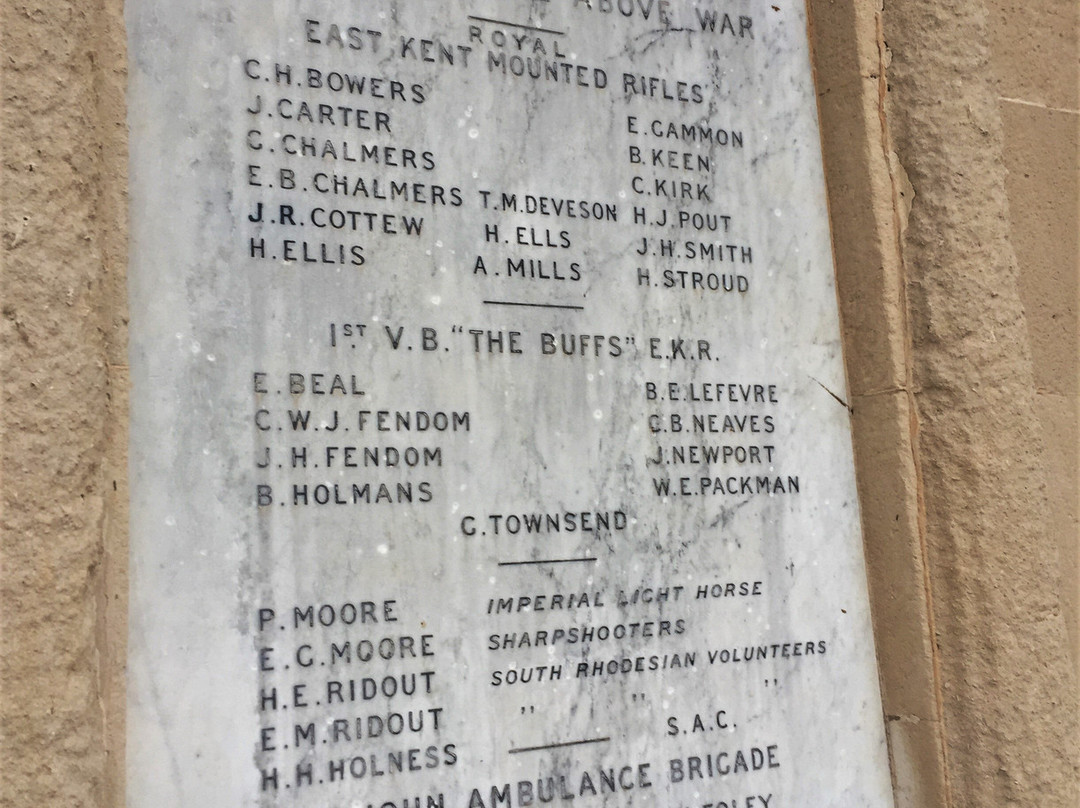 ABOVE WAR
ROYAL
EAST KENT MOUNTED RIFLES
C.H.BOWERS
J.CARTER E.GAMMON
G.CHALMERS B.KEEN
E.B.CHALMERS T.M.DEVESON C.KIRK
J.R.COTTEW H.ELLS H.J.POUT
H.ELLIS A.MILLS J.H.SMITH
H.STROUD
1ST. V.B."THE BUFFS" E.K.R.
E.BEAL B.E.LEFEVRE
C.W.J.FENDOM C.B.NEAVES
J.H.FENDOM J.NEWPORT
B.HOLMANS W.E.PACKMAN
G.TOWNSEND
P.MOORE IMPERIAL LIGHT HORSE
E.G.MOORE SHARPSHOOTERS
H.E.RIDOUT SOUTH RHODESIAN VOLUNTEERS
E.M.RIDOUT " " "
H.H.HOLNESS S.A.C.
AMBULANCE BRIGADE